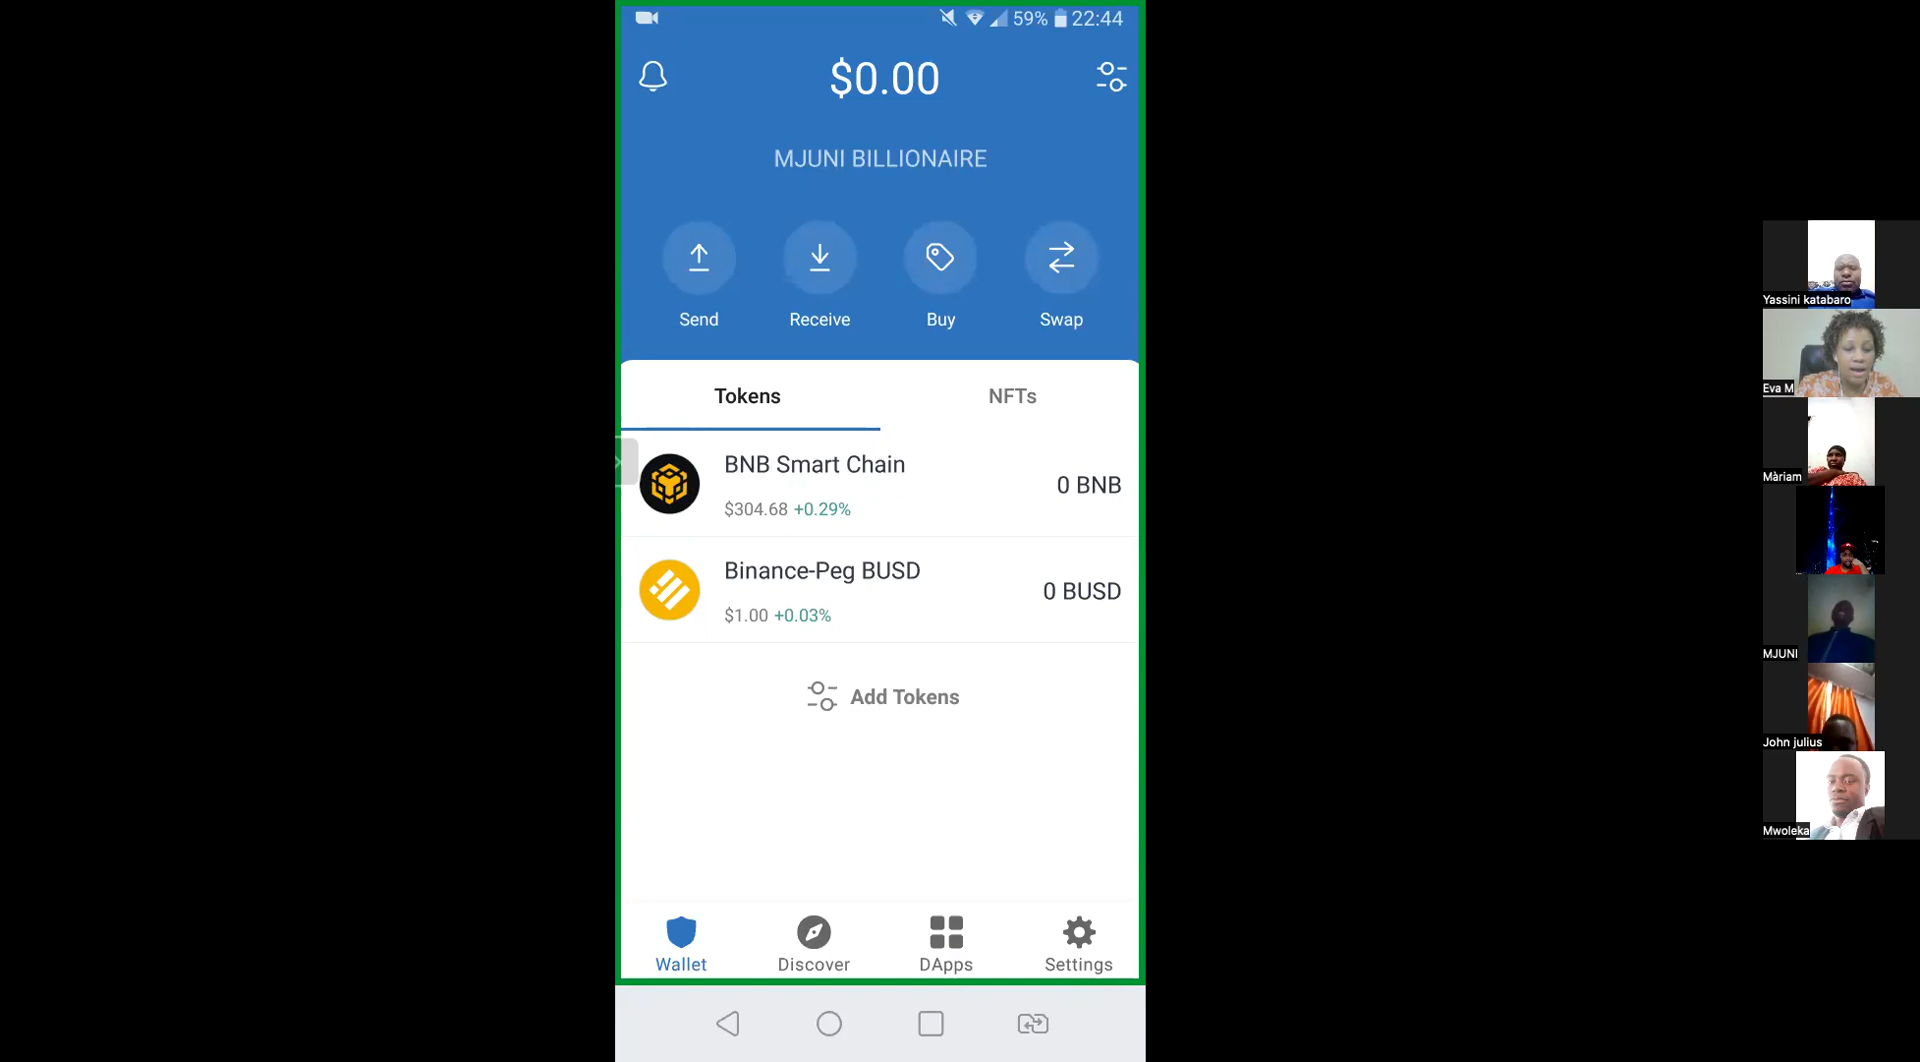 59% 22:44
$0.00
MJUNI BILLIONAIRE
Send Receive Buy Swap
Tokens NFTs
BNB Smart Chain
0 BNB
$304.68 +0.29%
Binance-Peg BUSD
0 BUSD
$1.00 +0.03%
Add Tokens
Wallet Discover DApps Settings
Yassini katabaro
Eva M
Màriam
MJUNI
John julius
Mwoleka